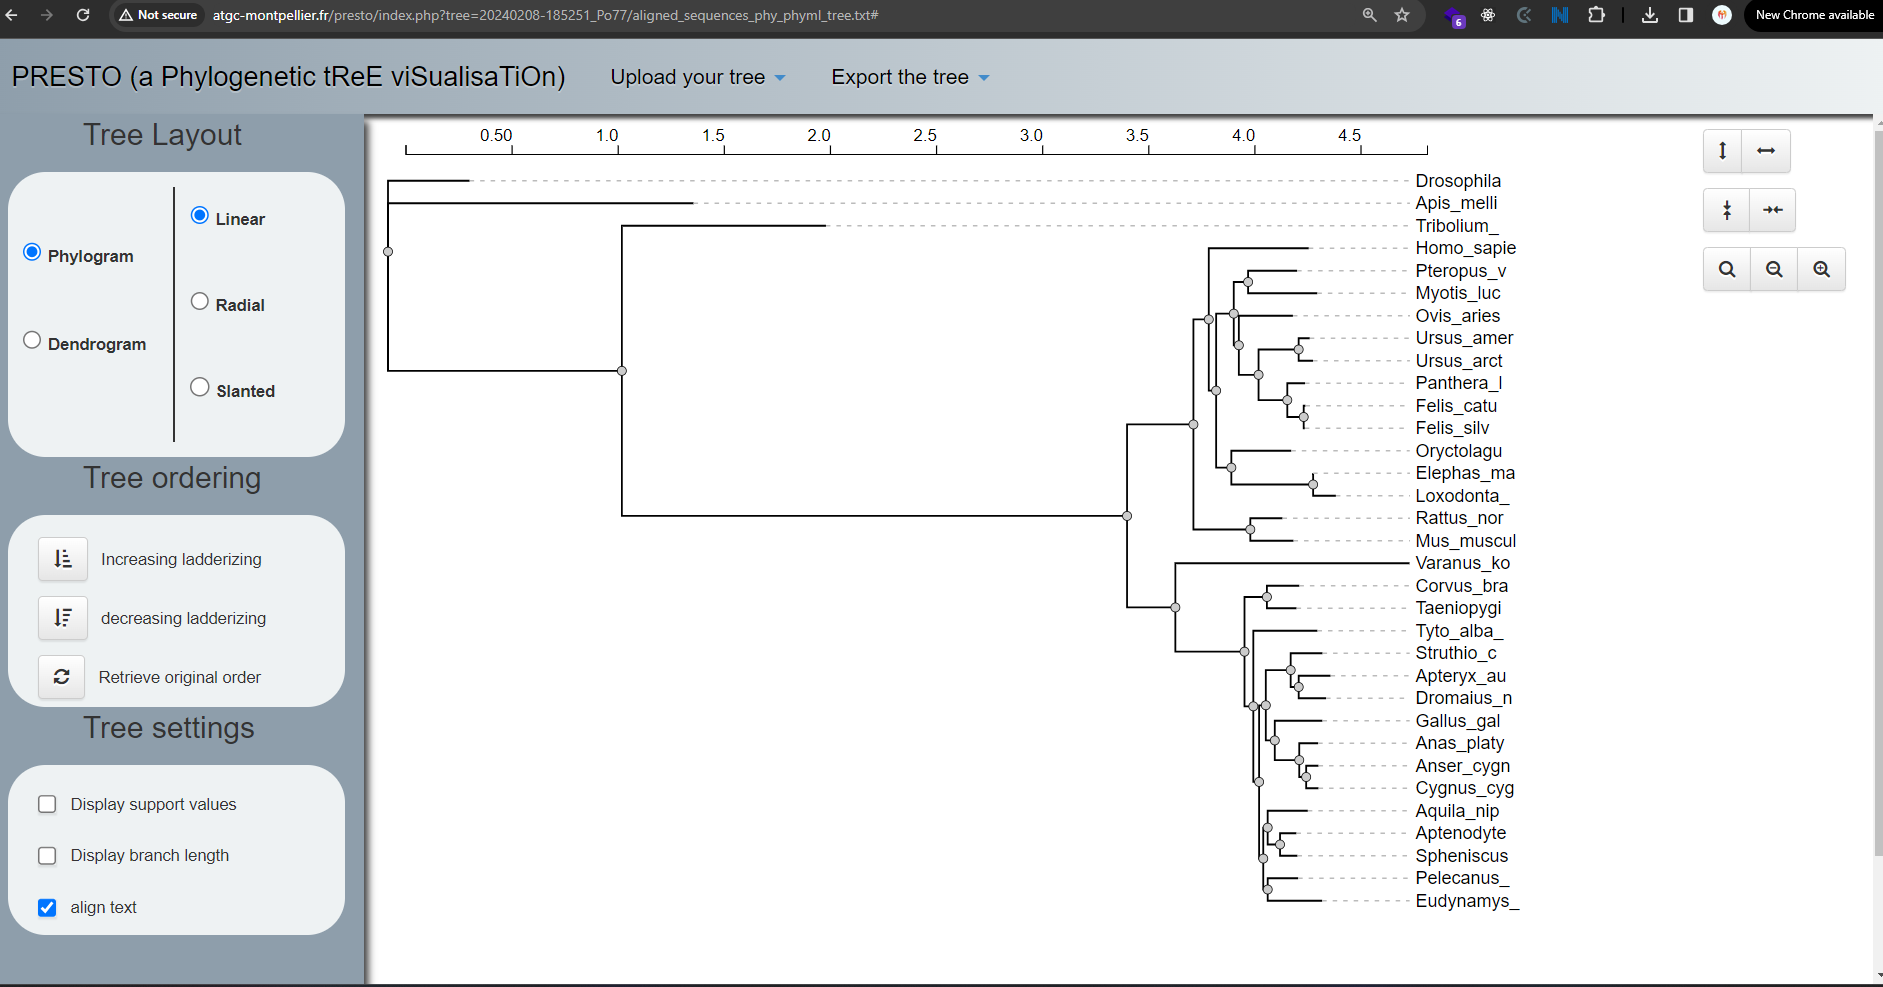 Not secure
atgc-montpellier.fr/presto/index.php?tree=20240208-185251_Po77/aligned_sequences_phy_phyml_tree.txt#
6
New Chrome available
PRESTO (a Phylogenetic tReE viSualisaTiOn)
Upload your tree
Export the tree
Tree Layout
Phylogram
Dendrogram
Linear
Radial
Slanted
Tree ordering
Increasing ladderizing
decreasing ladderizing
Retrieve original order
Tree settings
Display support values
Display branch length
align text
0.50 1.0 1.5 2.0 2.5 3.0 3.5 4.0 4.5
Drosophila
Apis_melli
Tribolium_
Homo_sapie
Pteropus_v
Myotis_luc
Ovis_aries
Ursus_amer
Ursus_arct
Panthera_l
Felis_catu
Felis_silv
Oryctolagu
Elephas_ma
Loxodonta_
Rattus_nor
Mus_muscul
Varanus_ko
Corvus_bra
Taeniopygi
Tyto_alba_
Struthio_c
Apteryx_au
Dromaius_n
Gallus_gal
Anas_platy
Anser_cygn
Cygnus_cyg
Aquila_nip
Aptenodyte
Spheniscus
Pelecanus_
Eudynamys_